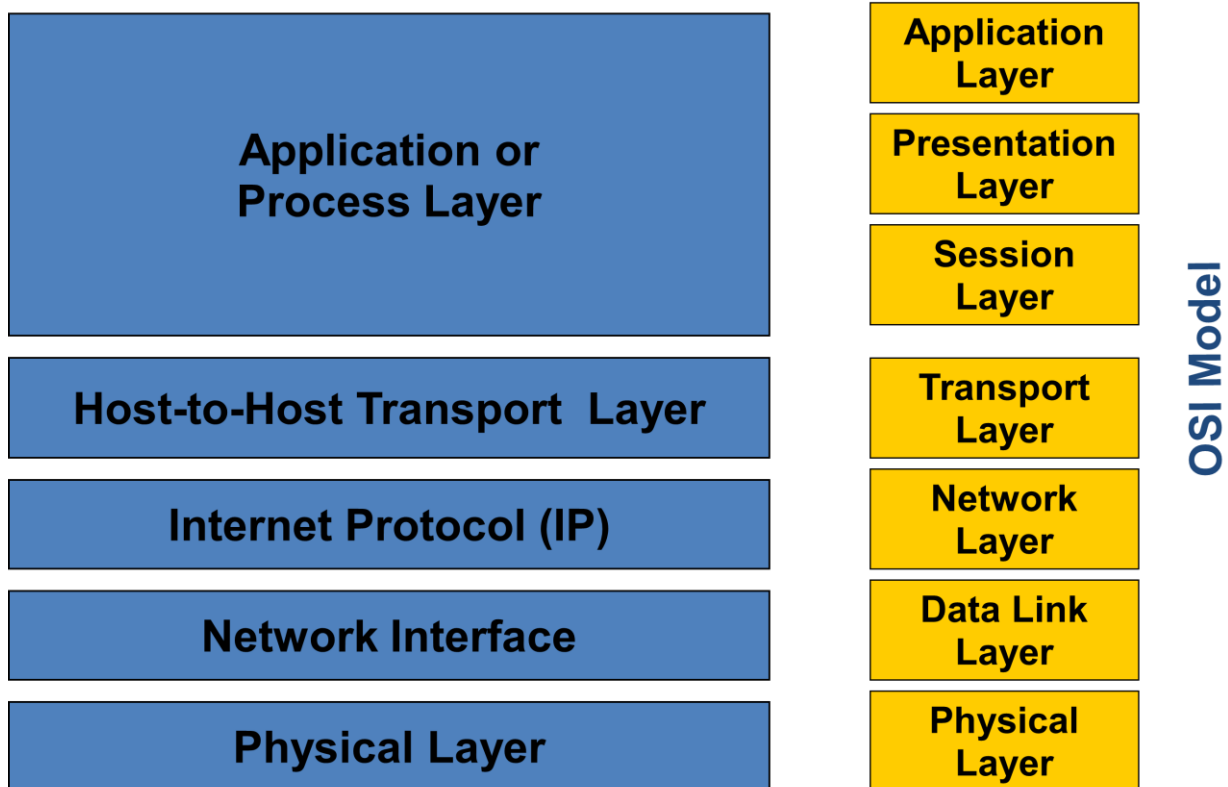 Application or
Process Layer
Host-to-Host Transport  Layer
Internet Protocol (IP)
Network Interface
Physical Layer
Application
Layer
Presentation
Layer
Session
Layer
Transport
Layer
Network
Layer
Data Link
Layer
Physical
Layer
OSI Model